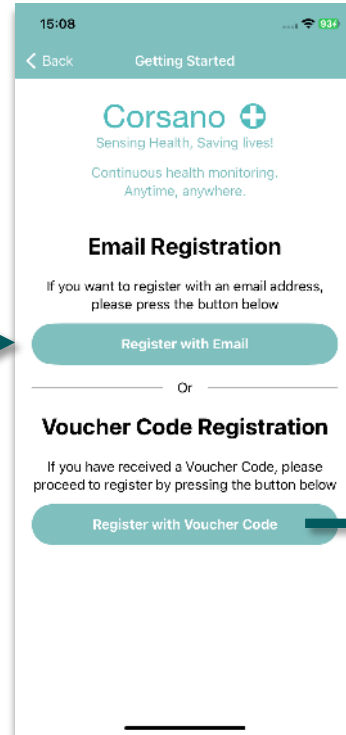 15:08
93
Back Getting Started
Corsano
Sensing Health, Saving lives!
Continuous health monitoring.
Anytime, anywhere.
Email Registration
If you want to register with an email address,
please press the button below
Register with Email
Or
Voucher Code Registration
If you have received a Voucher Code, please
proceed to register by pressing the button below
Register with Voucher Code